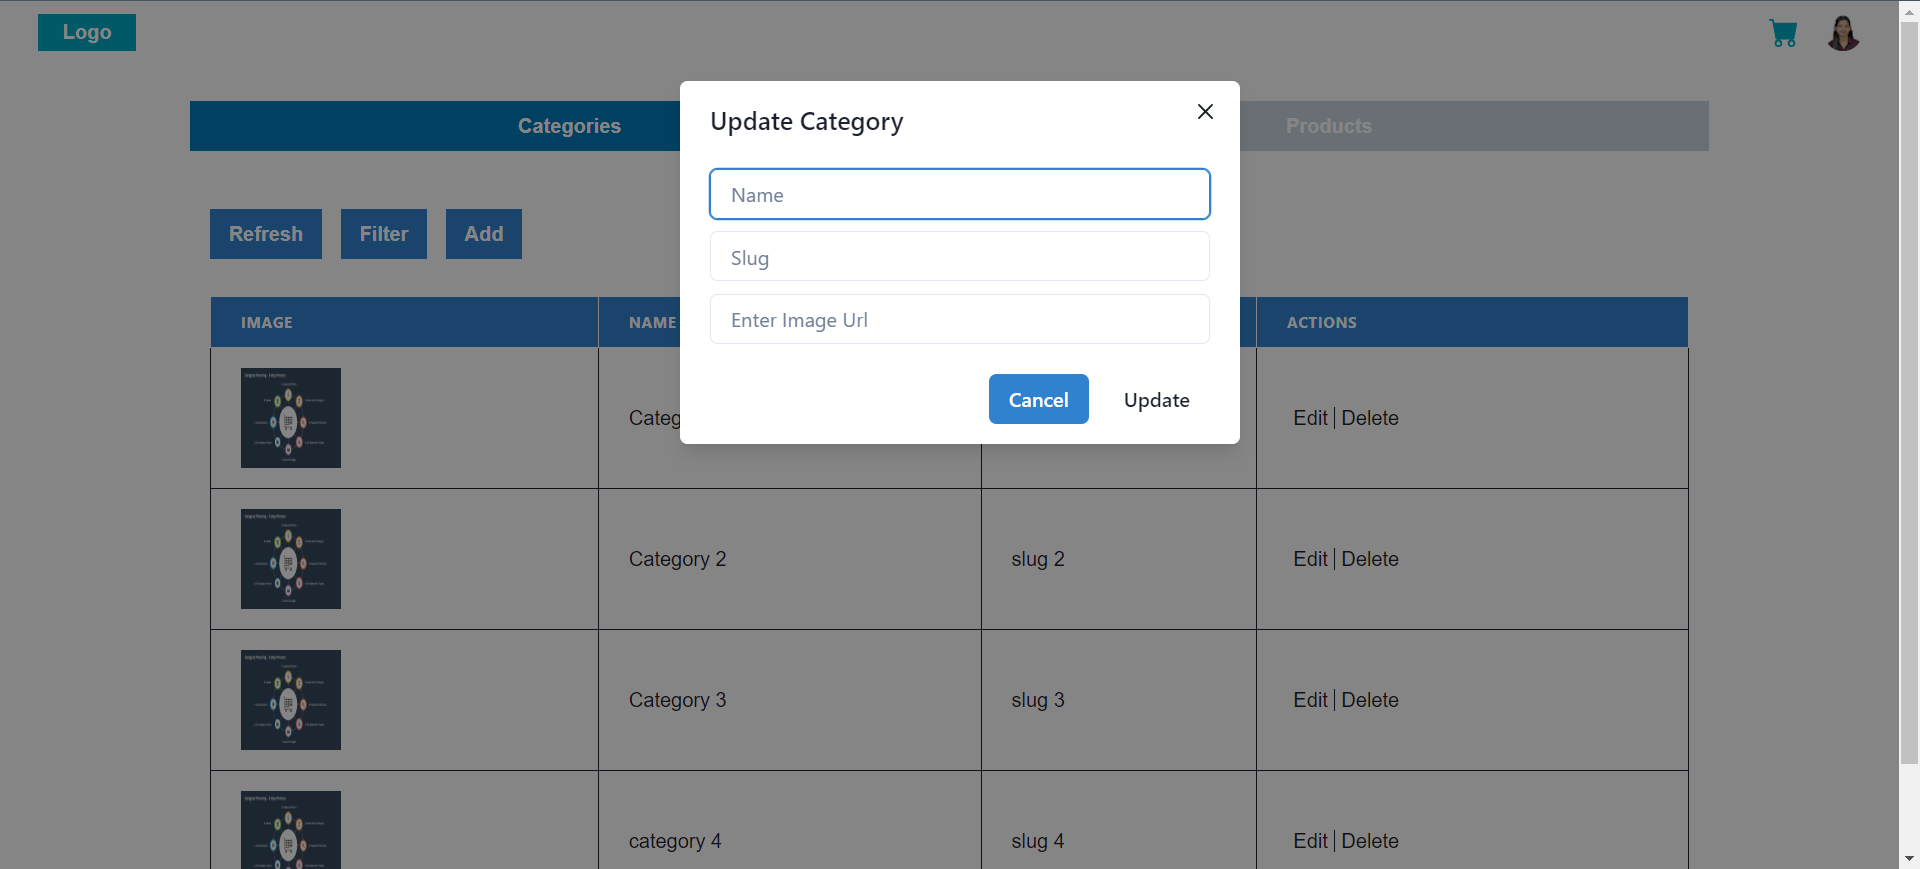 Logo
Categories
Products
Update Category
Name
Slug
Enter Image Url
Cancel
Update
Refresh
Filter
Add
IMAGE
NAME
ACTIONS
Categ
Edit | Delete
Category 2
slug 2
Edit | Delete
Category 3
slug 3
Edit | Delete
category 4
slug 4
Edit | Delete